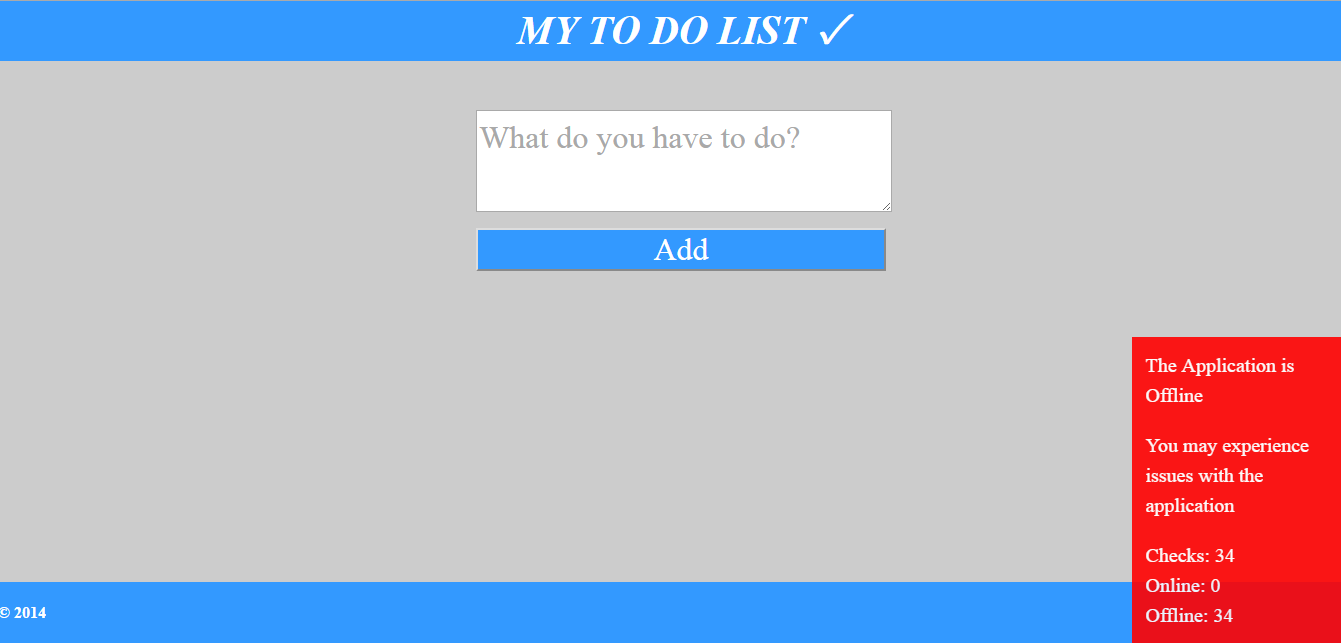 MY TO DO LIST ✓
What do you have to do?
Add
The Application is
Offline
You may experience
issues with the
application
Checks: 34
Online: 0
Offline: 34
© 2014